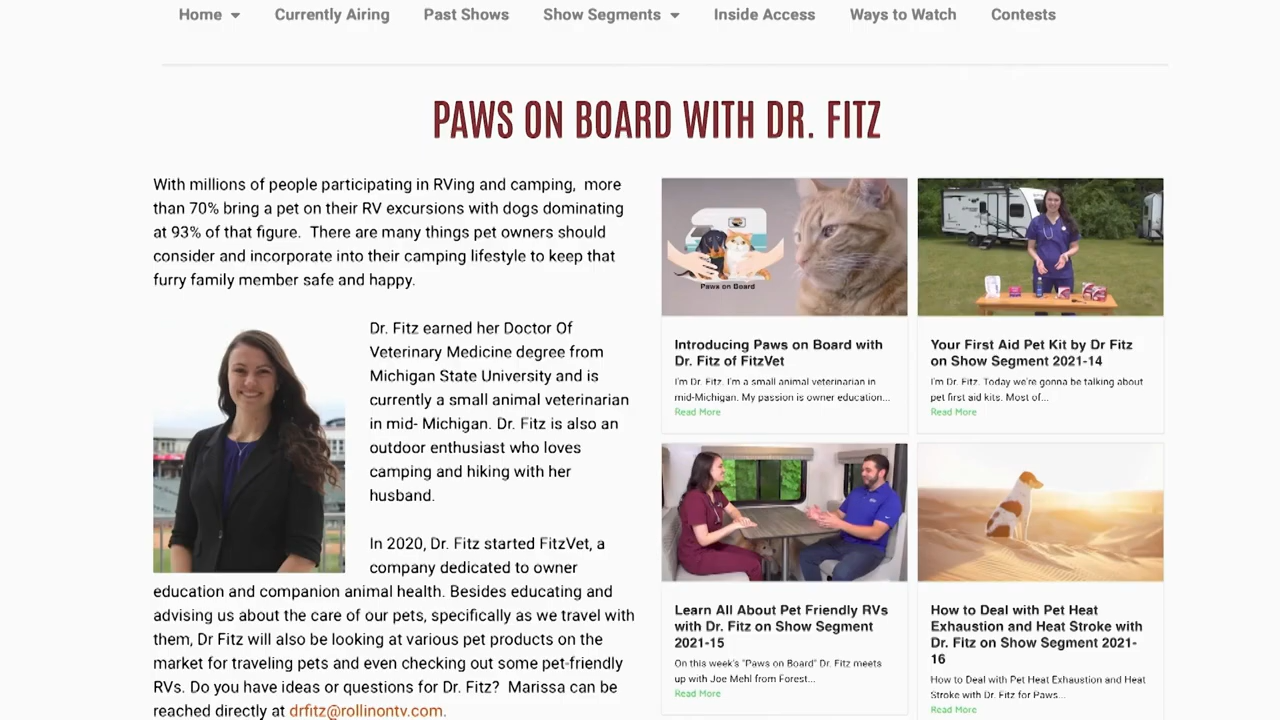 Home
Currently Airing
Past Shows
Show Segments
Inside Access
Ways to Watch
Contests
PAWS ON BOARD WITH DR. FITZ
With millions of people participating in RVing and camping, more
than 70% bring a pet on their RV excursions with dogs dominating
at 93% of that figure. There are many things pet owners should
consider and incorporate into their camping lifestyle to keep that
furry family member safe and happy.
Dr. Fitz earned her Doctor Of
Veterinary Medicine degree from
Michigan State University and is
currently a small animal veterinarian
in mid- Michigan. Dr. Fitz is also an
outdoor enthusiast who loves
camping and hiking with her
husband.
In 2020, Dr. Fitz started FitzVet, a
company dedicated to owner
education and companion animal health. Besides educating and
advising us about the care of our pets, specifically as we travel with
them, Dr Fitz will also be looking at various pet products on the
market for traveling pets and even checking out some pet-friendly
RVs. Do you have ideas or questions for Dr. Fitz? Marissa can be
reached directly at drfitz@rollinontv.com.
Paws on Board
Introducing Paws on Board with
Dr. Fitz of FitzVet
I'm Dr. Fitz. I'm a small animal veterinarian in
mid-Michigan. My passion is owner education...
Read More
Your First Aid Pet Kit by Dr Fitz
on Show Segment 2021-14
I'm Dr. Fitz. Today we're gonna be talking about
pet first aid kits. Most of...
Read More
Learn All About Pet Friendly RVs
with Dr. Fitz on Show Segment
2021-15
On this week's "Paws on Board" Dr. Fitz meets
up with Joe Mehl from Forest...
Read More
How to Deal with Pet Heat
Exhaustion and Heat Stroke with
Dr. Fitz on Show Segment 2021-
16
How to Deal with Pet Heat Exhaustion and Heat
Stroke with Dr. Fitz for Paws...
Read More